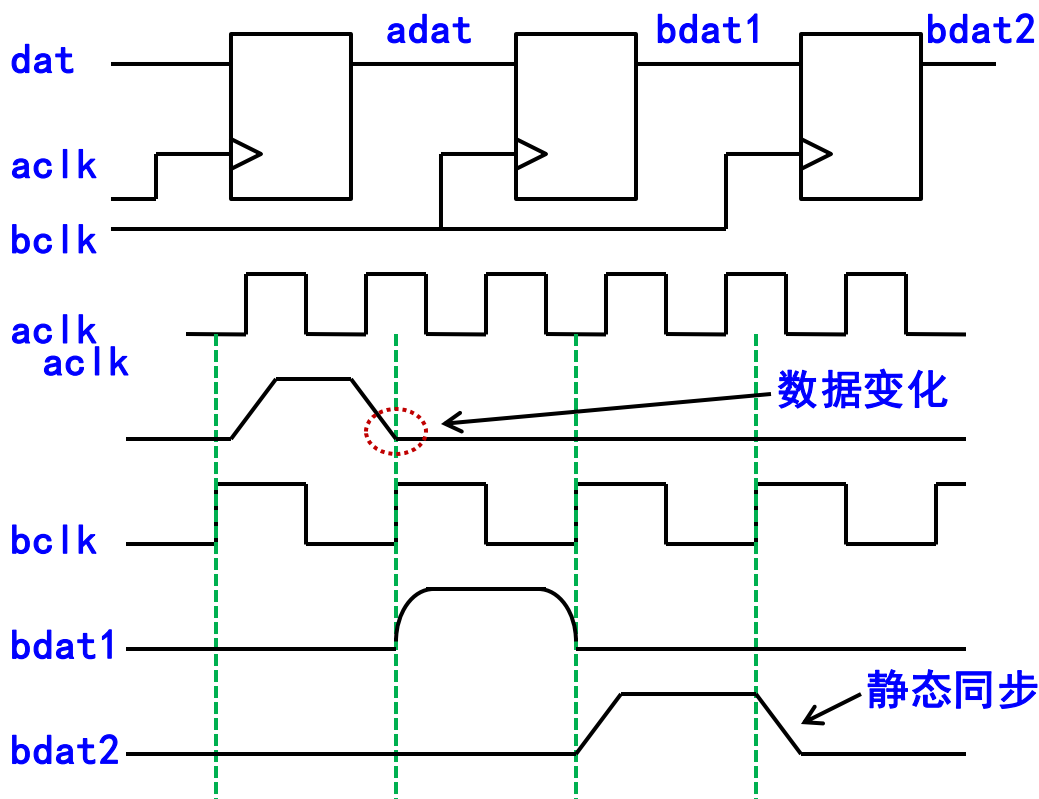 adat
bdat1
bdat2
dat
aclk
bclk
aclk
aclk
数据变化
bclk
bdat1
静态同步
bdat2